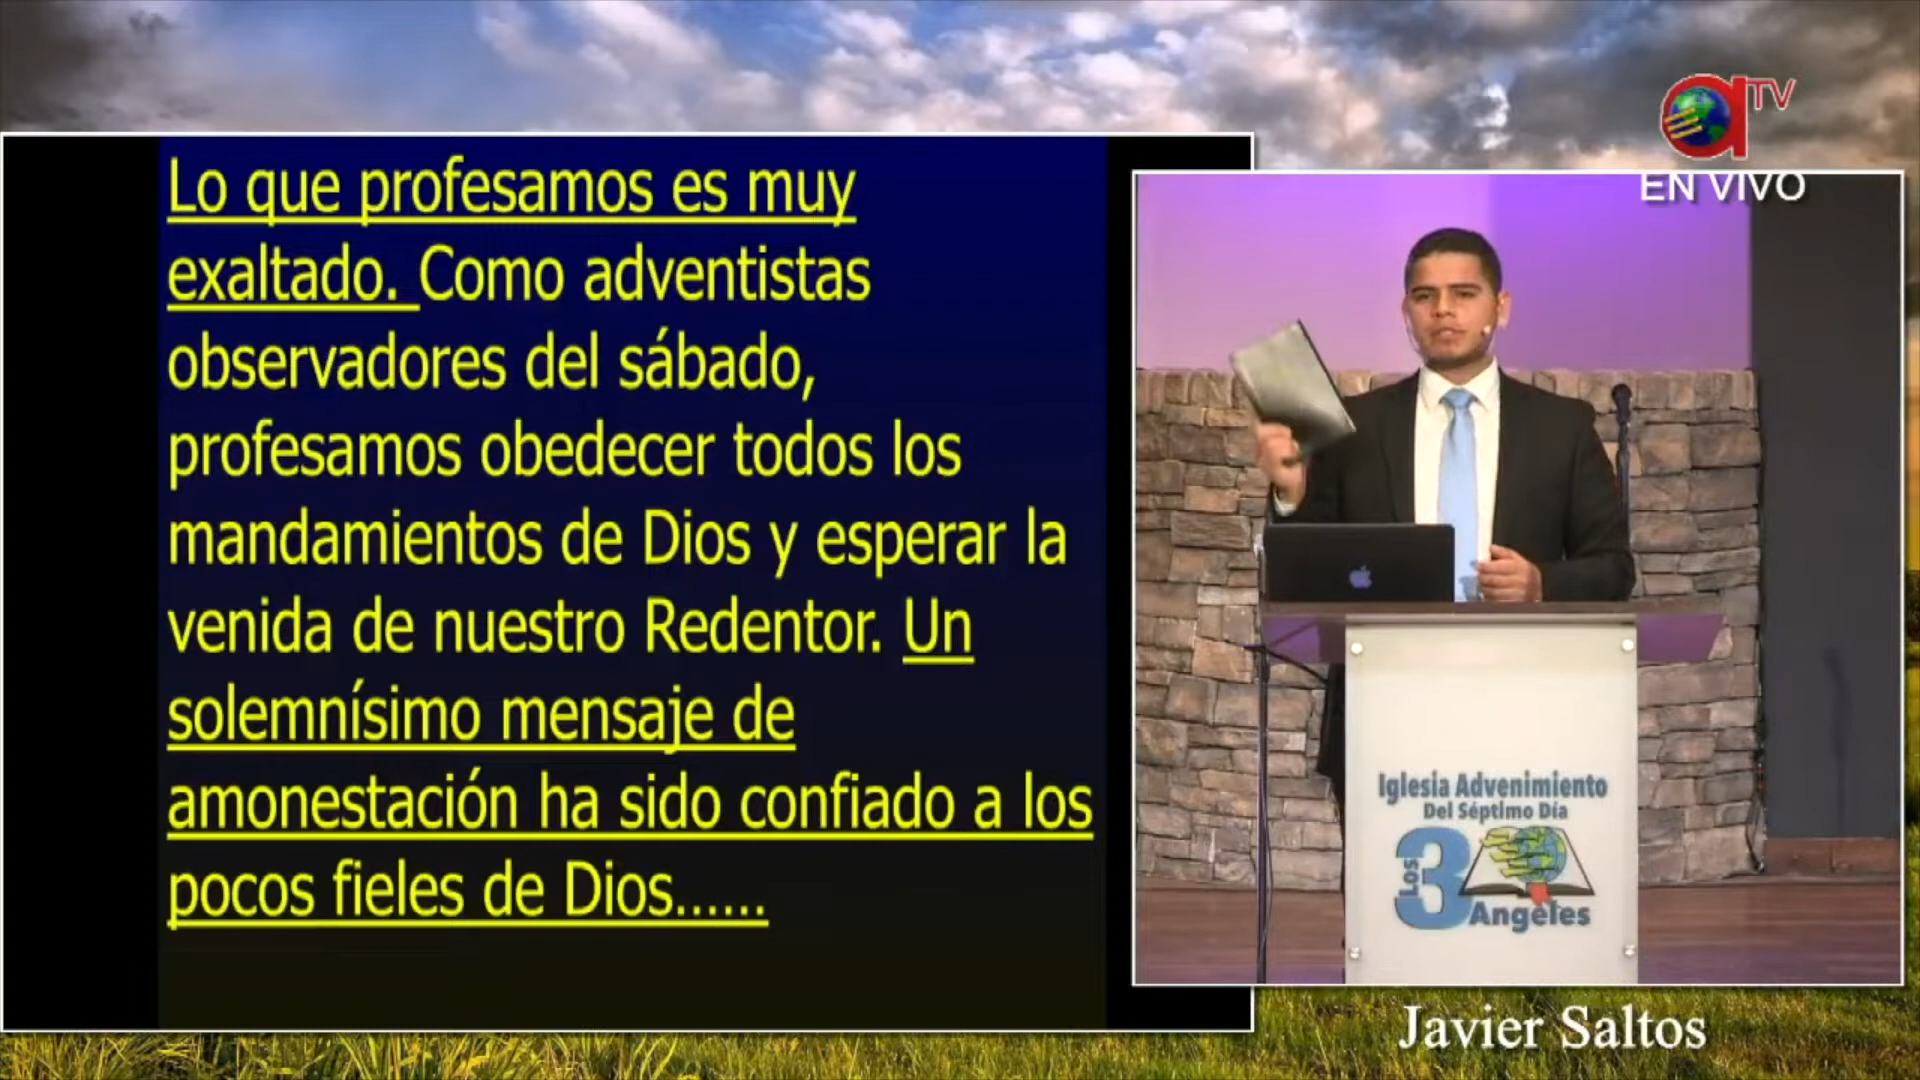 Lo que profesamos es muy
exaltado. Como adventistas
observadores del sábado,
profesamos obedecer todos los
mandamientos de Dios y esperar la
venida de nuestro Redentor. Un
solemnísimo mensaje de
amonestación ha sido confiado a los
pocos fieles de Dios......
a TV
EN VIVO
Iglesia Advenimiento
Del Séptimo Día
Los 3
Angeles
Javier Saltos